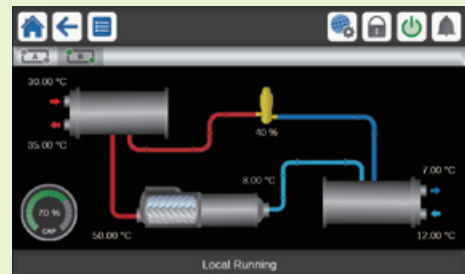 A
B
30.00 °C
35.00 °C
40 %
8.00 °C
7.00 °C
70 %
CAP
50.00 °C
12.00 °C
Local Running